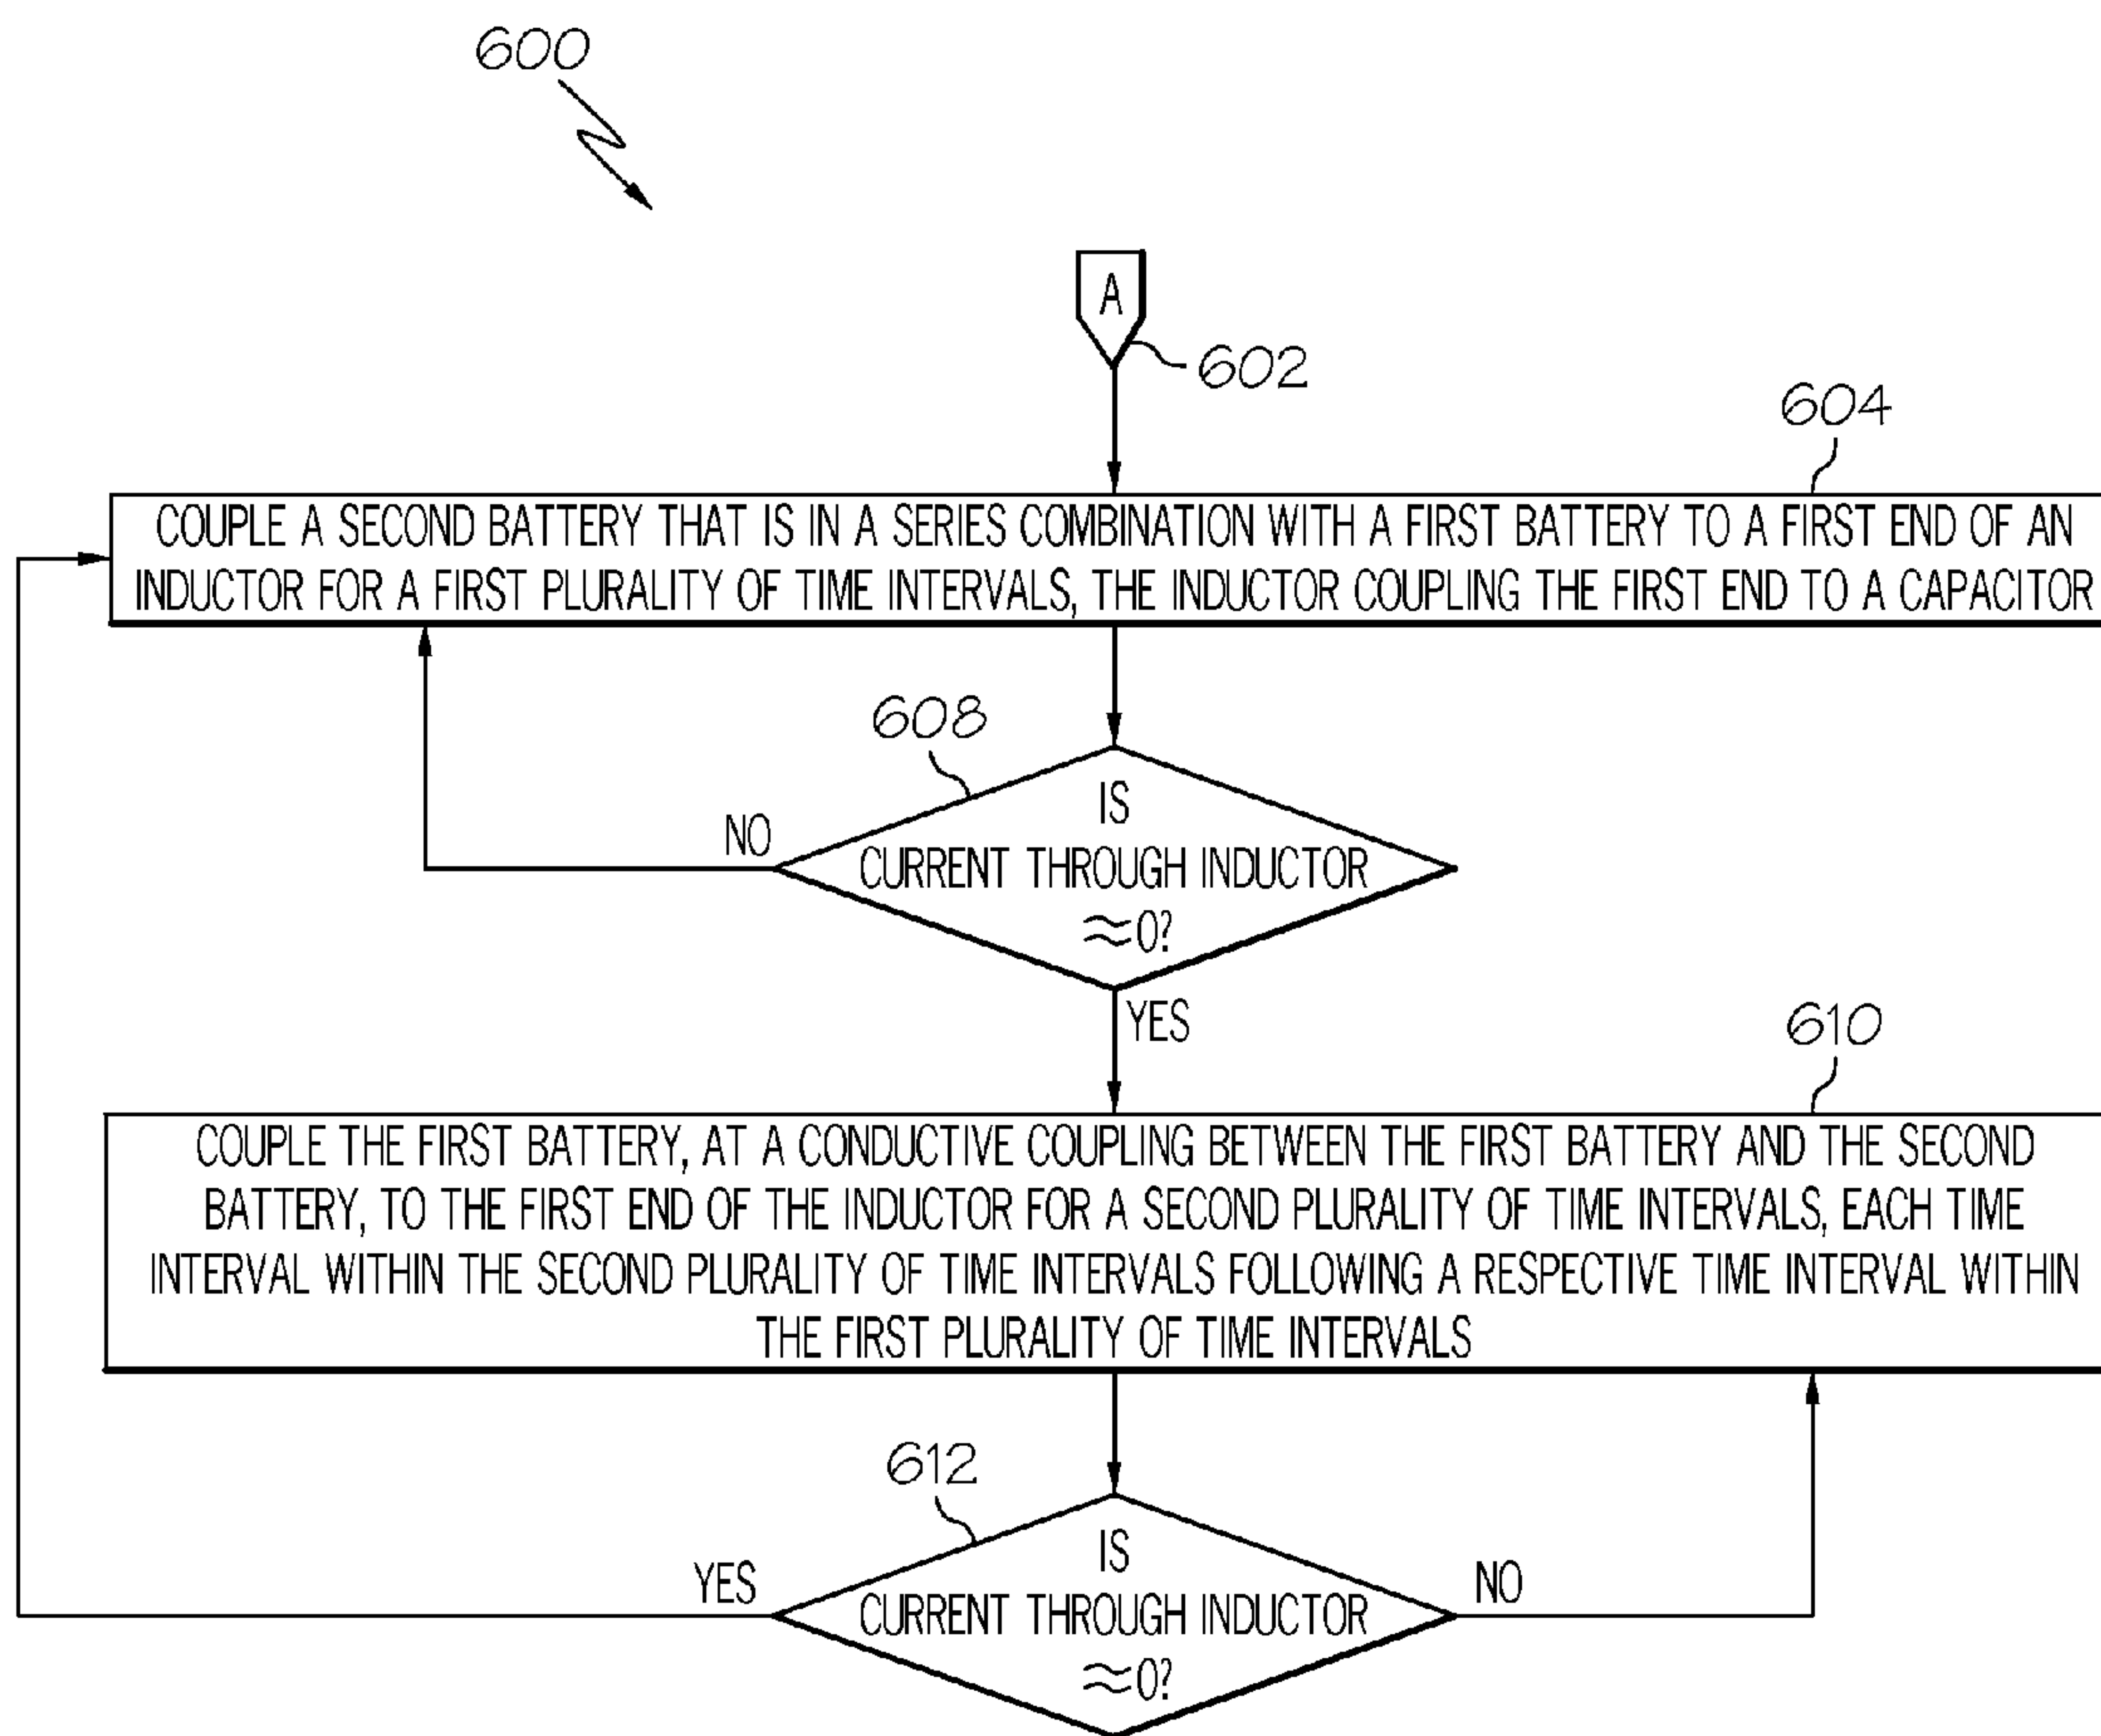 600
A
602
604
COUPLE A SECOND BATTERY THAT IS IN A SERIES COMBINATION WITH A FIRST BATTERY TO A FIRST END OF AN
INDUCTOR FOR A FIRST PLURALITY OF TIME INTERVALS, THE INDUCTOR COUPLING THE FIRST END TO A CAPACITOR
608
IS
NO
CURRENT THROUGH INDUCTOR
≈0?
YES
610
COUPLE THE FIRST BATTERY, AT A CONDUCTIVE COUPLING BETWEEN THE FIRST BATTERY AND THE SECOND
BATTERY, TO THE FIRST END OF THE INDUCTOR FOR A SECOND PLURALITY OF TIME INTERVALS, EACH TIME
INTERVAL WITHIN THE SECOND PLURALITY OF TIME INTERVALS FOLLOWING A RESPECTIVE TIME INTERVAL WITHIN
THE FIRST PLURALITY OF TIME INTERVALS
612
IS
YES
NO
CURRENT THROUGH INDUCTOR
≈0?